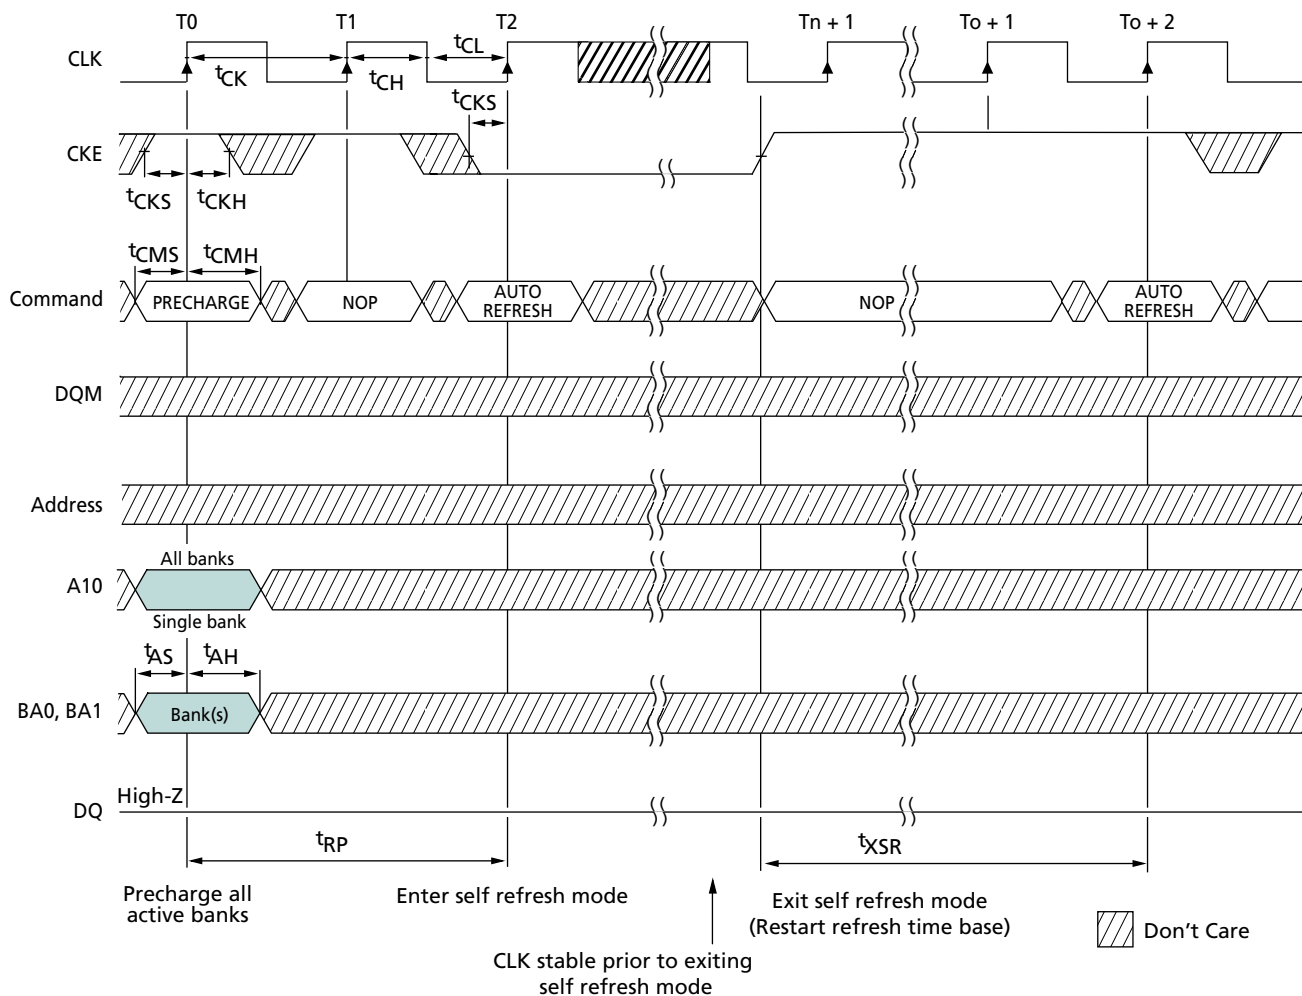 T0 T1 T2 Tn + 1 To + 1 To + 2
CLK
tCK tCH tCL
tCKS
CKE
tCKS tCKH
tCMS tCMH
Command PRECHARGE NOP AUTO REFRESH NOP AUTO REFRESH
DQM
Address
All banks
A10
Single bank
tAS tAH
BA0, BA1 Bank(s)
High-Z
DQ
tRP tXSR
Precharge all
active banks
Enter self refresh mode
CLK stable prior to exiting
self refresh mode
Exit self refresh mode
(Restart refresh time base)
Don't Care